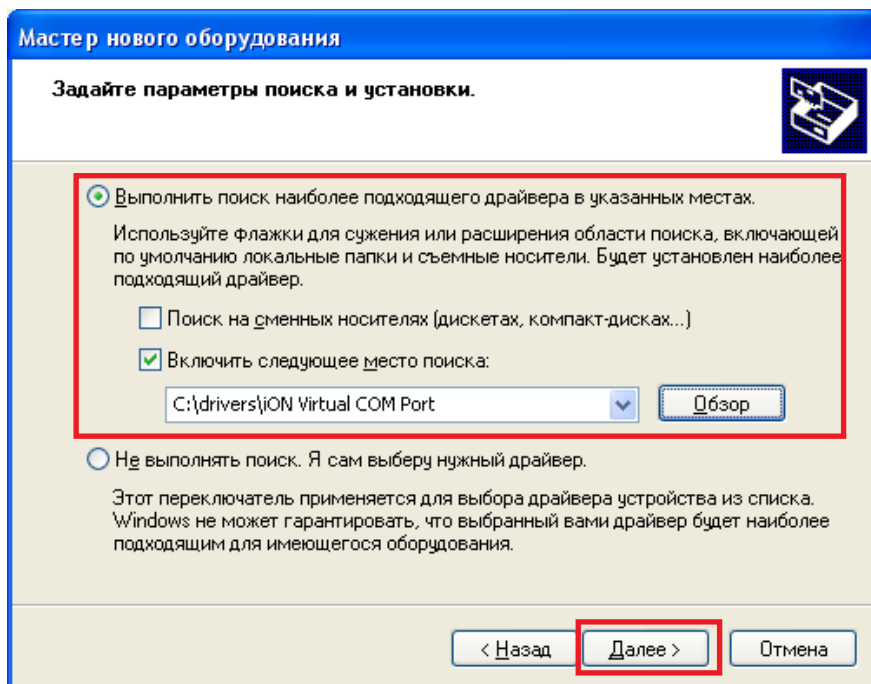 Мастер нового оборудования
Задайте параметры поиска и установки.
Выполнить поиск наиболее подходящего драйвера в указанных местах.
Используйте флажки для сужения или расширения области поиска, включающей
по умолчанию локальные папки и съемные носители. Будет установлен наиболее
подходящий драйвер.
Поиск на сменных носителях (дискетах, компакт-дисках...)
Включить следующее место поиска:
C:\drivers\iON Virtual COM Port
Обзор
Не выполнять поиск. Я сам выберу нужный драйвер.
Этот переключатель применяется для выбора драйвера устройства из списка.
Windows не может гарантировать, что выбранный вами драйвер будет наиболее
подходящим для имеющегося оборудования.
< Назад Далее > Отмена